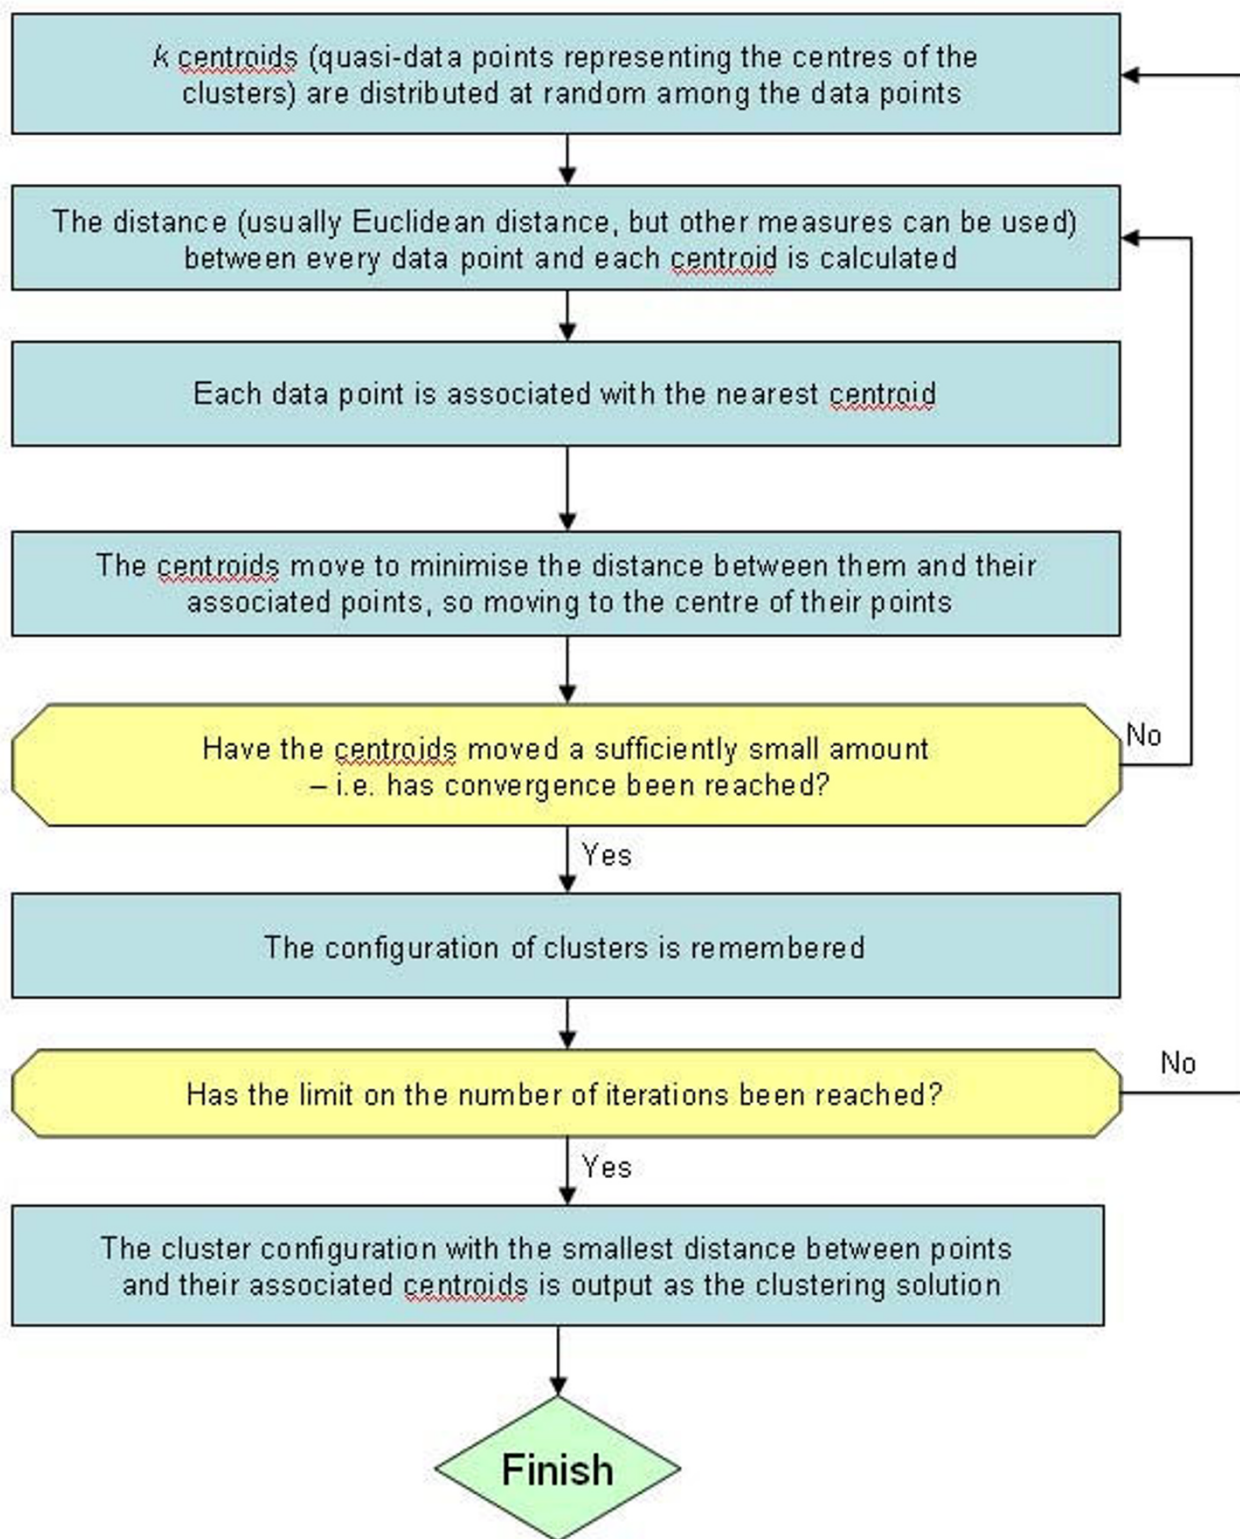 k centroids (quasi-data points representing the centres of the
clusters) are distributed at random among the data points
The distance (usually Euclidean distance, but other measures can be used)
between every data point and each centroid is calculated
Each data point is associated with the nearest centroid
The centroids move to minimise the distance between them and their
associated points, so moving to the centre of their points
Have the centroids moved a sufficiently small amount
– i.e. has convergence been reached?
No
Yes
The configuration of clusters is remembered
Has the limit on the number of iterations been reached?
No
Yes
The cluster configuration with the smallest distance between points
and their associated centroids is output as the clustering solution
Finish